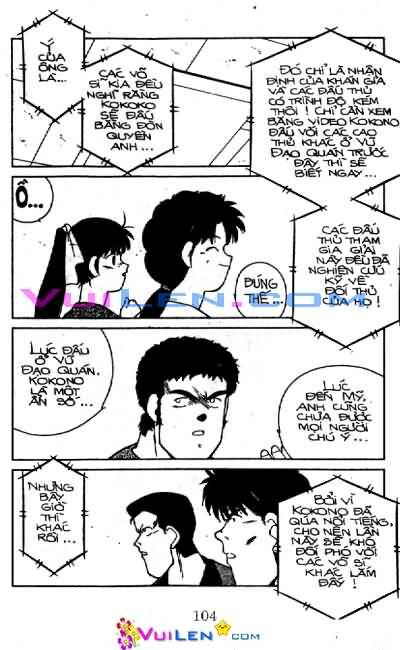 Ý
CỦA
ÔNG
LÀ...
CÁC VÕ
SĨ KIA ĐỀU
NGHĨ RẰNG
KOKOKO
SẼ ĐẤU
BẰNG ĐÒN
QUYỀN
ANH...
ĐÓ CHỈ LÀ NHẬN
ĐỊNH CỦA KHÁN GIẢ
VÀ CÁC ĐẤU THỦ
CÓ TRÌNH ĐỘ KÉM
THÔI! CHỈ CẦN XEM
BĂNG VIDEO KOKONO
ĐẤU VỚI CÁC CAO
THỦ KHÁC Ở VŨ
ĐẠO QUÁN TRƯỚC
ĐÂY THÌ SẼ
BIẾT NGAY...
Ồ...
CÁC ĐẤU
THỦ THAM
GIA GIẢI
NÀY ĐỀU ĐÃ
NGHIÊN CỨU
KỸ VỀ
ĐỐI THỦ
CỦA HỌ!
ĐÚNG
THẾ...
VUILEN.COM
LÚC ĐẤU
Ở VŨ
ĐẠO QUÁN,
KOKONO
LÀ MỘT
ẨN SỐ...
LÚC
ĐẾN MỸ,
ANH CŨNG
CHƯA ĐƯỢC
MỌI NGƯỜI
CHÚ Ý...
NHƯNG
BÂY
GIỜ
THÌ
KHÁC
RỒI...
BỞI VÌ
KOKONO ĐÃ
QUÁ NỔI TIẾNG,
CHO NÊN LẦN
NÀY SẼ KHÓ
ĐỐI PHÓ VỚI
CÁC VÕ SĨ
KHÁC LẮM
ĐẤY!
104
VUILEN.COM